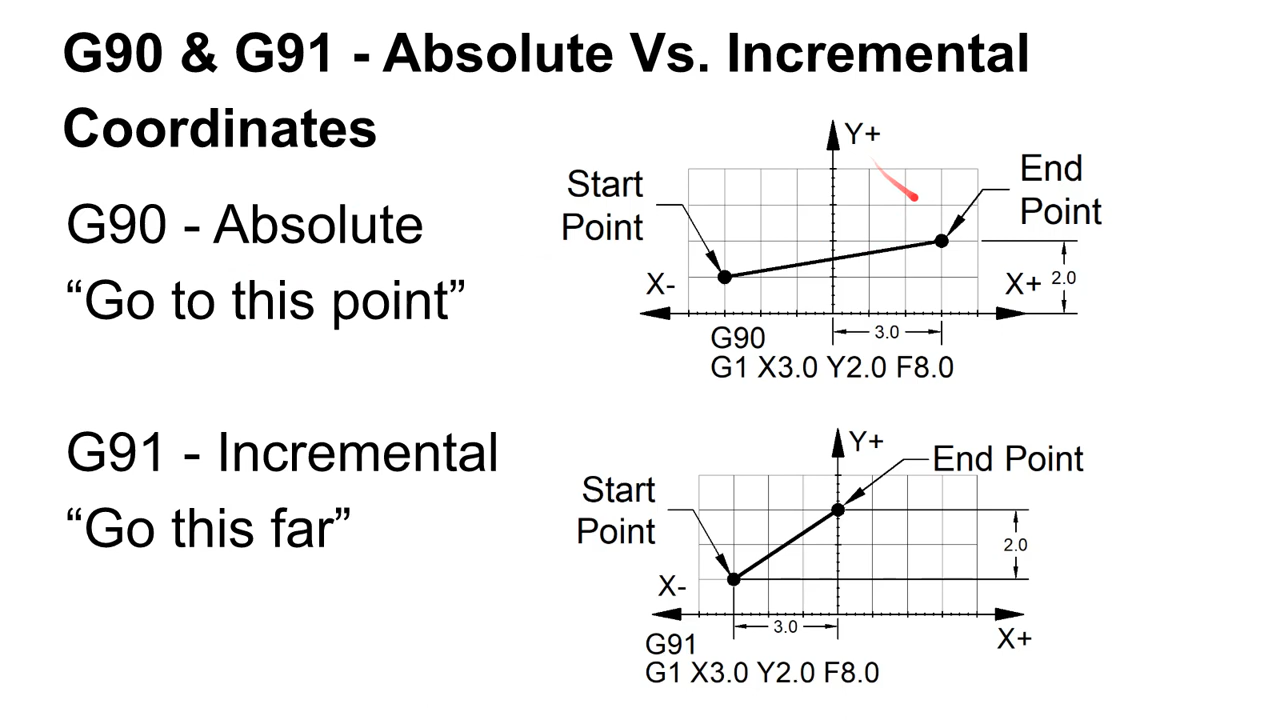 G90 & G91 - Absolute Vs. Incremental
Coordinates
G90 - Absolute
“Go to this point”
Y+
Start
Point
End
Point
X-
X+
2.0
3.0
G90
G1 X3.0 Y2.0 F8.0
G91 - Incremental
“Go this far”
Y+
End Point
Start
Point
2.0
X-
3.0
X+
G91
G1 X3.0 Y2.0 F8.0